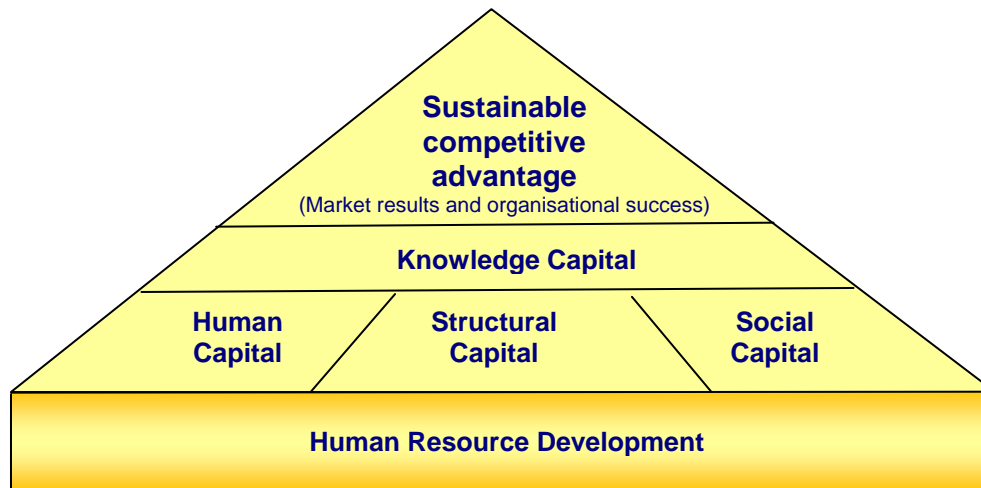 Sustainable
competitive
advantage
(Market results and organisational success)
Knowledge Capital
Human
Capital
Structural
Capital
Social
Capital
Human Resource Development